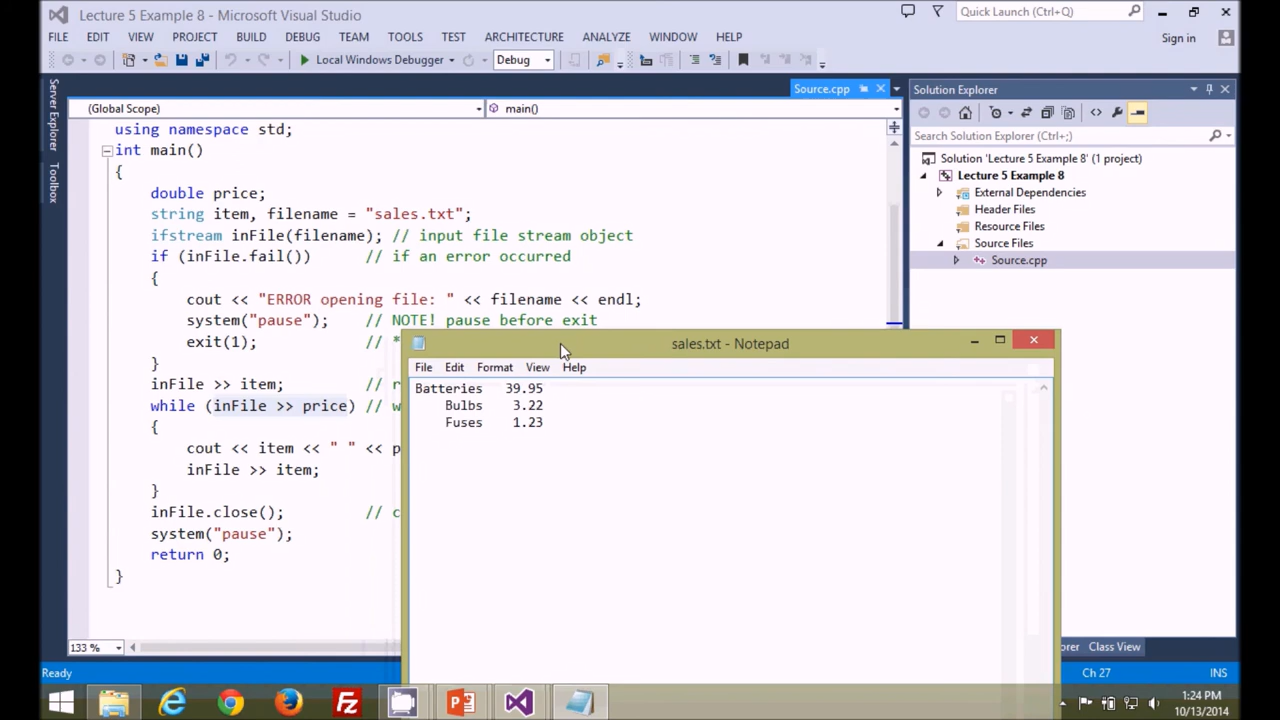 Lecture 5 Example 8 - Microsoft Visual Studio
Quick Launch (Ctrl+Q)
FILE EDIT VIEW PROJECT BUILD DEBUG TEAM TOOLS TEST ARCHITECTURE ANALYZE WINDOW HELP
Sign in
Local Windows Debugger
Debug
Server Explorer
Toolbox
Source.cpp
(Global Scope)
main()
using namespace std;
int main()
{
double price;
string item, filename = "sales.txt";
ifstream inFile(filename); // input file stream object
if (inFile.fail()) // if an error occurred
{
cout << "ERROR opening file: " << filename << endl;
system("pause"); // NOTE! pause before exit
exit(1); // *
}
inFile >> item; // r
while (inFile >> price) // w
{
cout << item << " " << p
inFile >> item;
}
inFile.close(); // c
system("pause");
return 0;
}
133 %
Solution Explorer
Search Solution Explorer (Ctrl+;)
Solution 'Lecture 5 Example 8' (1 project)
Lecture 5 Example 8
External Dependencies
Header Files
Resource Files
Source Files
Source.cpp
sales.txt - Notepad
File Edit Format View Help
Batteries 39.95
Bulbs 3.22
Fuses 1.23
rer
Class View
Ready
Ch 27
INS
1:24 PM
10/13/2014